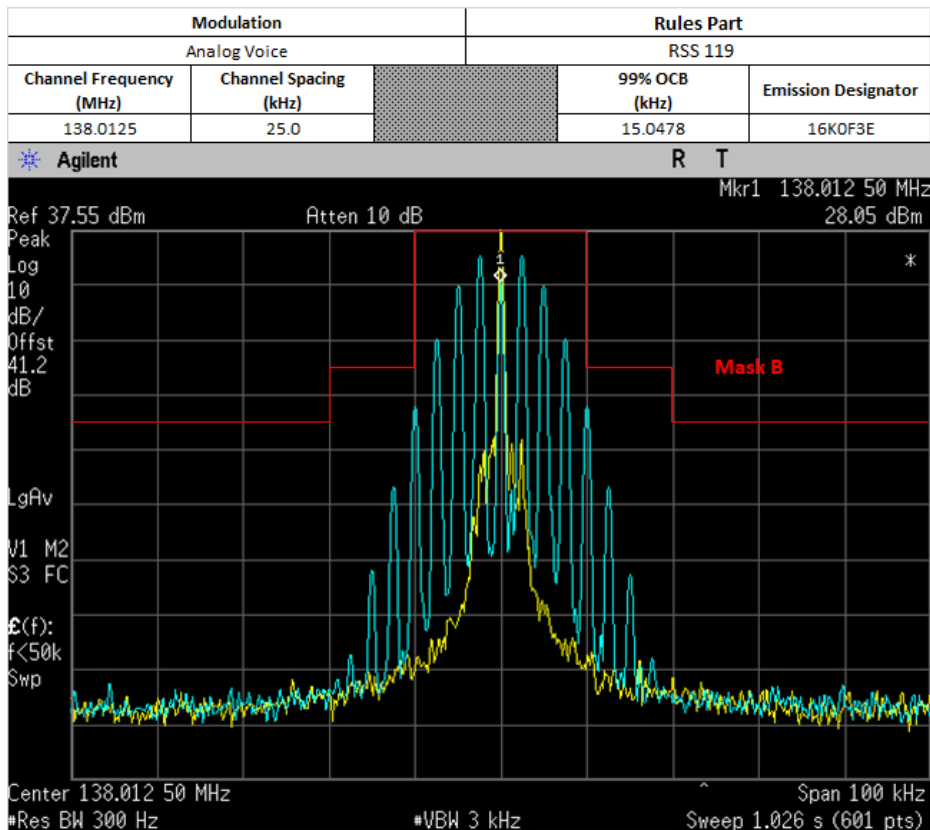 Modulation Rules Part
Analog Voice RSS 119
Channel Frequency (MHz) Channel Spacing (kHz) 99% OCB (kHz) Emission Designator
138.0125 25.0 15.0478 16K0F3E
Agilent R T
Mkr1 138.012 50 MHz
Ref 37.55 dBm Atten 10 dB 28.05 dBm
Peak
Log
10
dB/
Offst
41.2
dB
1
*
Mask B
LgAv
V1 M2
S3 FC
£(f):
f<50k
Swp
Center 138.012 50 MHz ^ Span 100 kHz
#Res BW 300 Hz #VBW 3 kHz Sweep 1.026 s (601 pts)